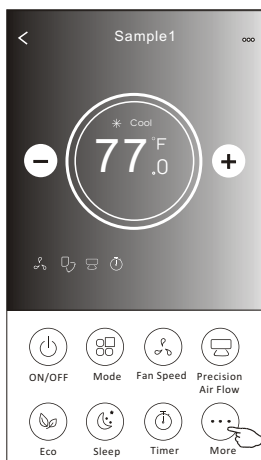 Sample1
Cool
77.0°F
ON/OFF
Mode
Fan Speed
Precision
Air Flow
Eco
Sleep
Timer
More